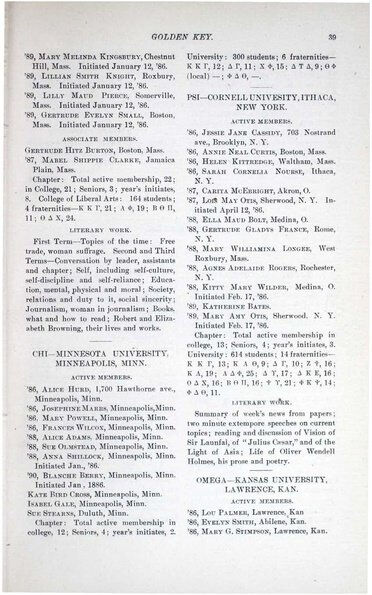 GOLDEN KEY. 39
'89, MARY MELINDA KINGSBURY, Chestnut
Hill, Mass. Initiated January 12, '86.
'89, LILLIAN SMITH KNIGHT, Roxbury,
Mass. Initiated January 12, '86.
'89, LILLY MAUD PIERCE, Somerville,
Mass. Initiated January 12, '86.
'89, GERTRUDE EVELYN SMALL, Boston,
Mass. Initiated January 12, '86.
ASSOCIATE MEMBERS.
GERTRUDE HITZ BURTON, Boston, Mass.
'87, MABEL SHIPPIE CLARKE, Jamaica
Plain, Mass.
Chapter: Total active membership, 22;
in College, 21; Seniors, 3; year's initiates,
8. College of Liberal Arts: 164 students;
4 fraternities—K K Γ, 21; A Φ, 19; B Θ Π,
11; Θ Δ X, 24.
LITERARY WORK.
First Term—Topics of the time: Free
trade, woman suffrage. Second and Third
Terms—Conversation by leader, assistants
and chapter; Self, including self-culture,
self-discipline and self-reliance; Educa-
tion, mental, physical and moral; Society,
relations and duty to it, social sincerity;
Journalism, woman in journalism; Books,
what and how to read; Robert and Eliza-
abeth Browning, their lives and works.
CHI—MINNESOTA UNIVERSITY,
MINNEAPOLIS, MINN.
ACTIVE MEMBERS.
'86, ALICE HURD, 1,700 Hawthorne ave.,
Minneapolis, Minn.
'86, JOSEPHINE MARRS, Minneapolis, Minn.
'86, MARY POWELL, Minneapolis, Minn.
'86, FRANCES WILCOX, Minneapolis, Minn.
'88, ALICE ADAMS, Minneapolis, Minn.
'88, SUE OLMSTEAD, Minneapolis, Minn.
'88, ANNA SHILLOCK, Minneapolis, Minn.
Initiated Jan., '86.
'90, BLANCHE BERRY, Minneapolis, Minn.
Initiated Jan, 1886.
KATE BIRD CROSS, Minneapolis, Minn.
ISABEL GALE, Minneapolis, Minn.
SUE STEARNS, Duluth, Minn.
Chapter: Total active membership in
college, 12; Seniors, 4; year's initiates, 2.
University: 300 students; 6 fraternities—
K K Γ, 12; Δ Γ, 11; X Φ, 15; Δ T Δ, 9; Θ Φ
(local) —; Φ Δ Θ, —.
PSI—CORNELL UNIVESITY, ITHACA,
NEW YORK.
ACTIVE MEMBERS.
'86, JESSIE JANE CASSIDY, 703 Nostrand
ave., Brooklyn, N. Y.
'86, ANNIE NEAL CURTIS, Boston, Mass.
'86, HELEN KITTREDGE, Waltham, Mass.
'86, SARAH CORNELIA NOURSE, Ithaca,
N. Y.
'87, CARITA MCEBRIGHT, Akron, O.
'87, LOIS MAY OTIS, Sherwood, N. Y. In-
itiated April 12, '86.
'88, ELLA MAUD BOLT, Medina, O.
'88, GERTRUDE GLADYS FRANCE, Rome,
N. Y.
'88, MARY WILLIAMINA LONGEE, West
Roxbury, Mass.
'88, AGNES ADELAIDE ROGERS, Rochester,
N. Y.
'88, KITTY MARY WILDER, Medina, O.
Initiated Feb. 17, '86.
'89, KATHERINE BATES.
'89, MARY AMY OTIS, Sherwood, N. Y.
Initiated Feb. 17, '86.
Chapter: Total active membership in
college, 13; Seniors, 4; year's initiates, 3.
University: 614 students; 14 fraternities—
K K Γ, 13; K A Θ, 9; Δ Γ, 10; Z Ψ, 16;
K A, 19; A Δ Φ, 25; Δ Υ, 17; Δ K E, 16;
Θ Δ X, 16; B Θ Π, 16; Ψ Υ, 21; Φ K Ψ, 14;
Φ Δ Θ, 11.
LITERARY WORK.
Summary of week's news from papers;
two minute extempore speeches on current
topics; reading and discussion of Vision of
Sir Launfal, of "Julius Cæsar," and of the
Light of Asia; Life of Oliver Wendell
Holmes, his prose and poetry.
OMEGA—KANSAS UNIVERSITY,
LAWRENCE, KAN.
ACTIVE MEMBERS.
'86, LOU PALMER, Lawrence, Kan
'86, EVELYN SMITH, Abilene, Kan.
'86, MARY G. STIMPSON, Lawrence, Kan.